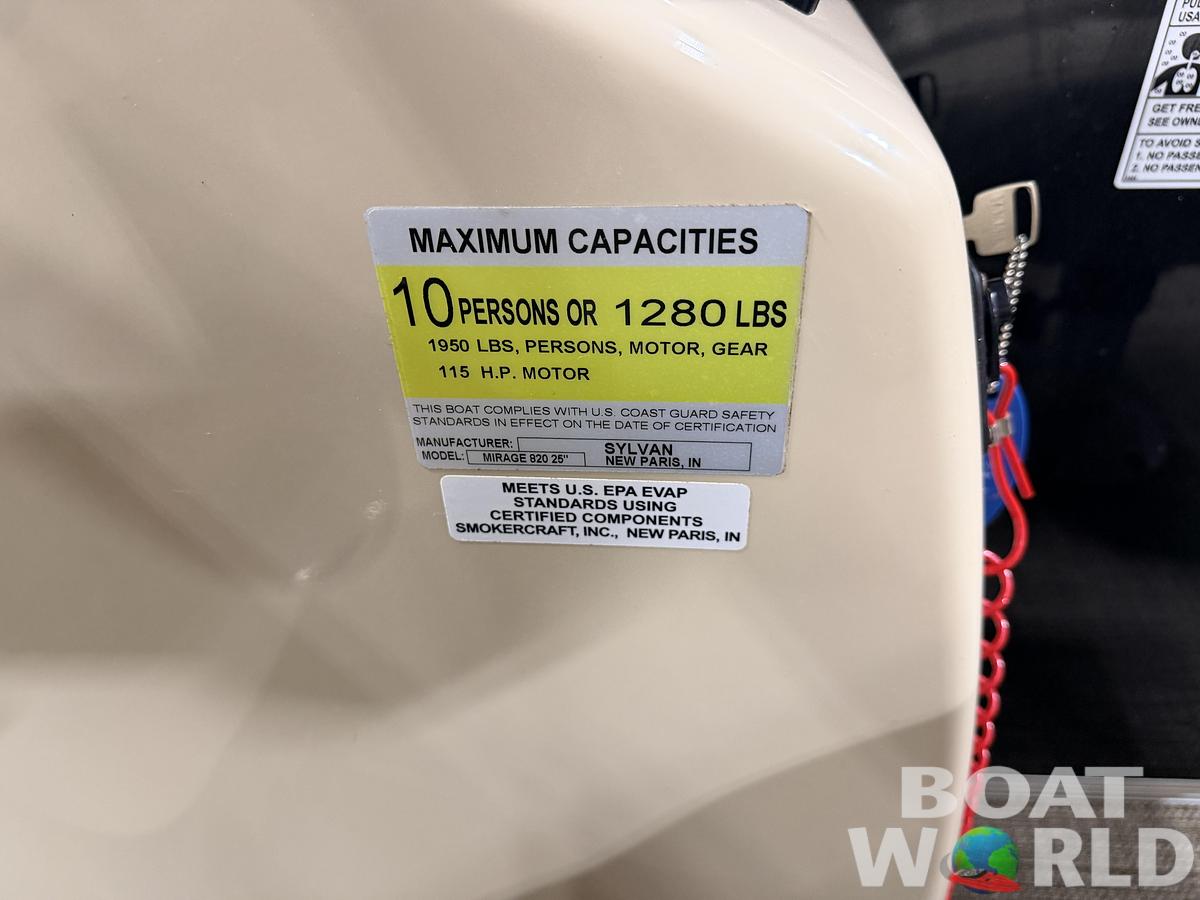 MAXIMUM CAPACITIES
10 PERSONS OR 1280 LBS
1950 LBS, PERSONS, MOTOR, GEAR
115 H.P. MOTOR
THIS BOAT COMPLIES WITH U.S. COAST GUARD SAFETY
STANDARDS IN EFFECT ON THE DATE OF CERTIFICATION
MANUFACTURER: SYLVAN
MODEL: MIRAGE 820 25" NEW PARIS, IN
MEETS U.S. EPA EVAP
STANDARDS USING
CERTIFIED COMPONENTS
SMOKERCRAFT, INC., NEW PARIS, IN
GET FRE
SEE OWN
TO AVOID S
1. NO PASSE
2. NO PASSEN
BOAT
WORLD